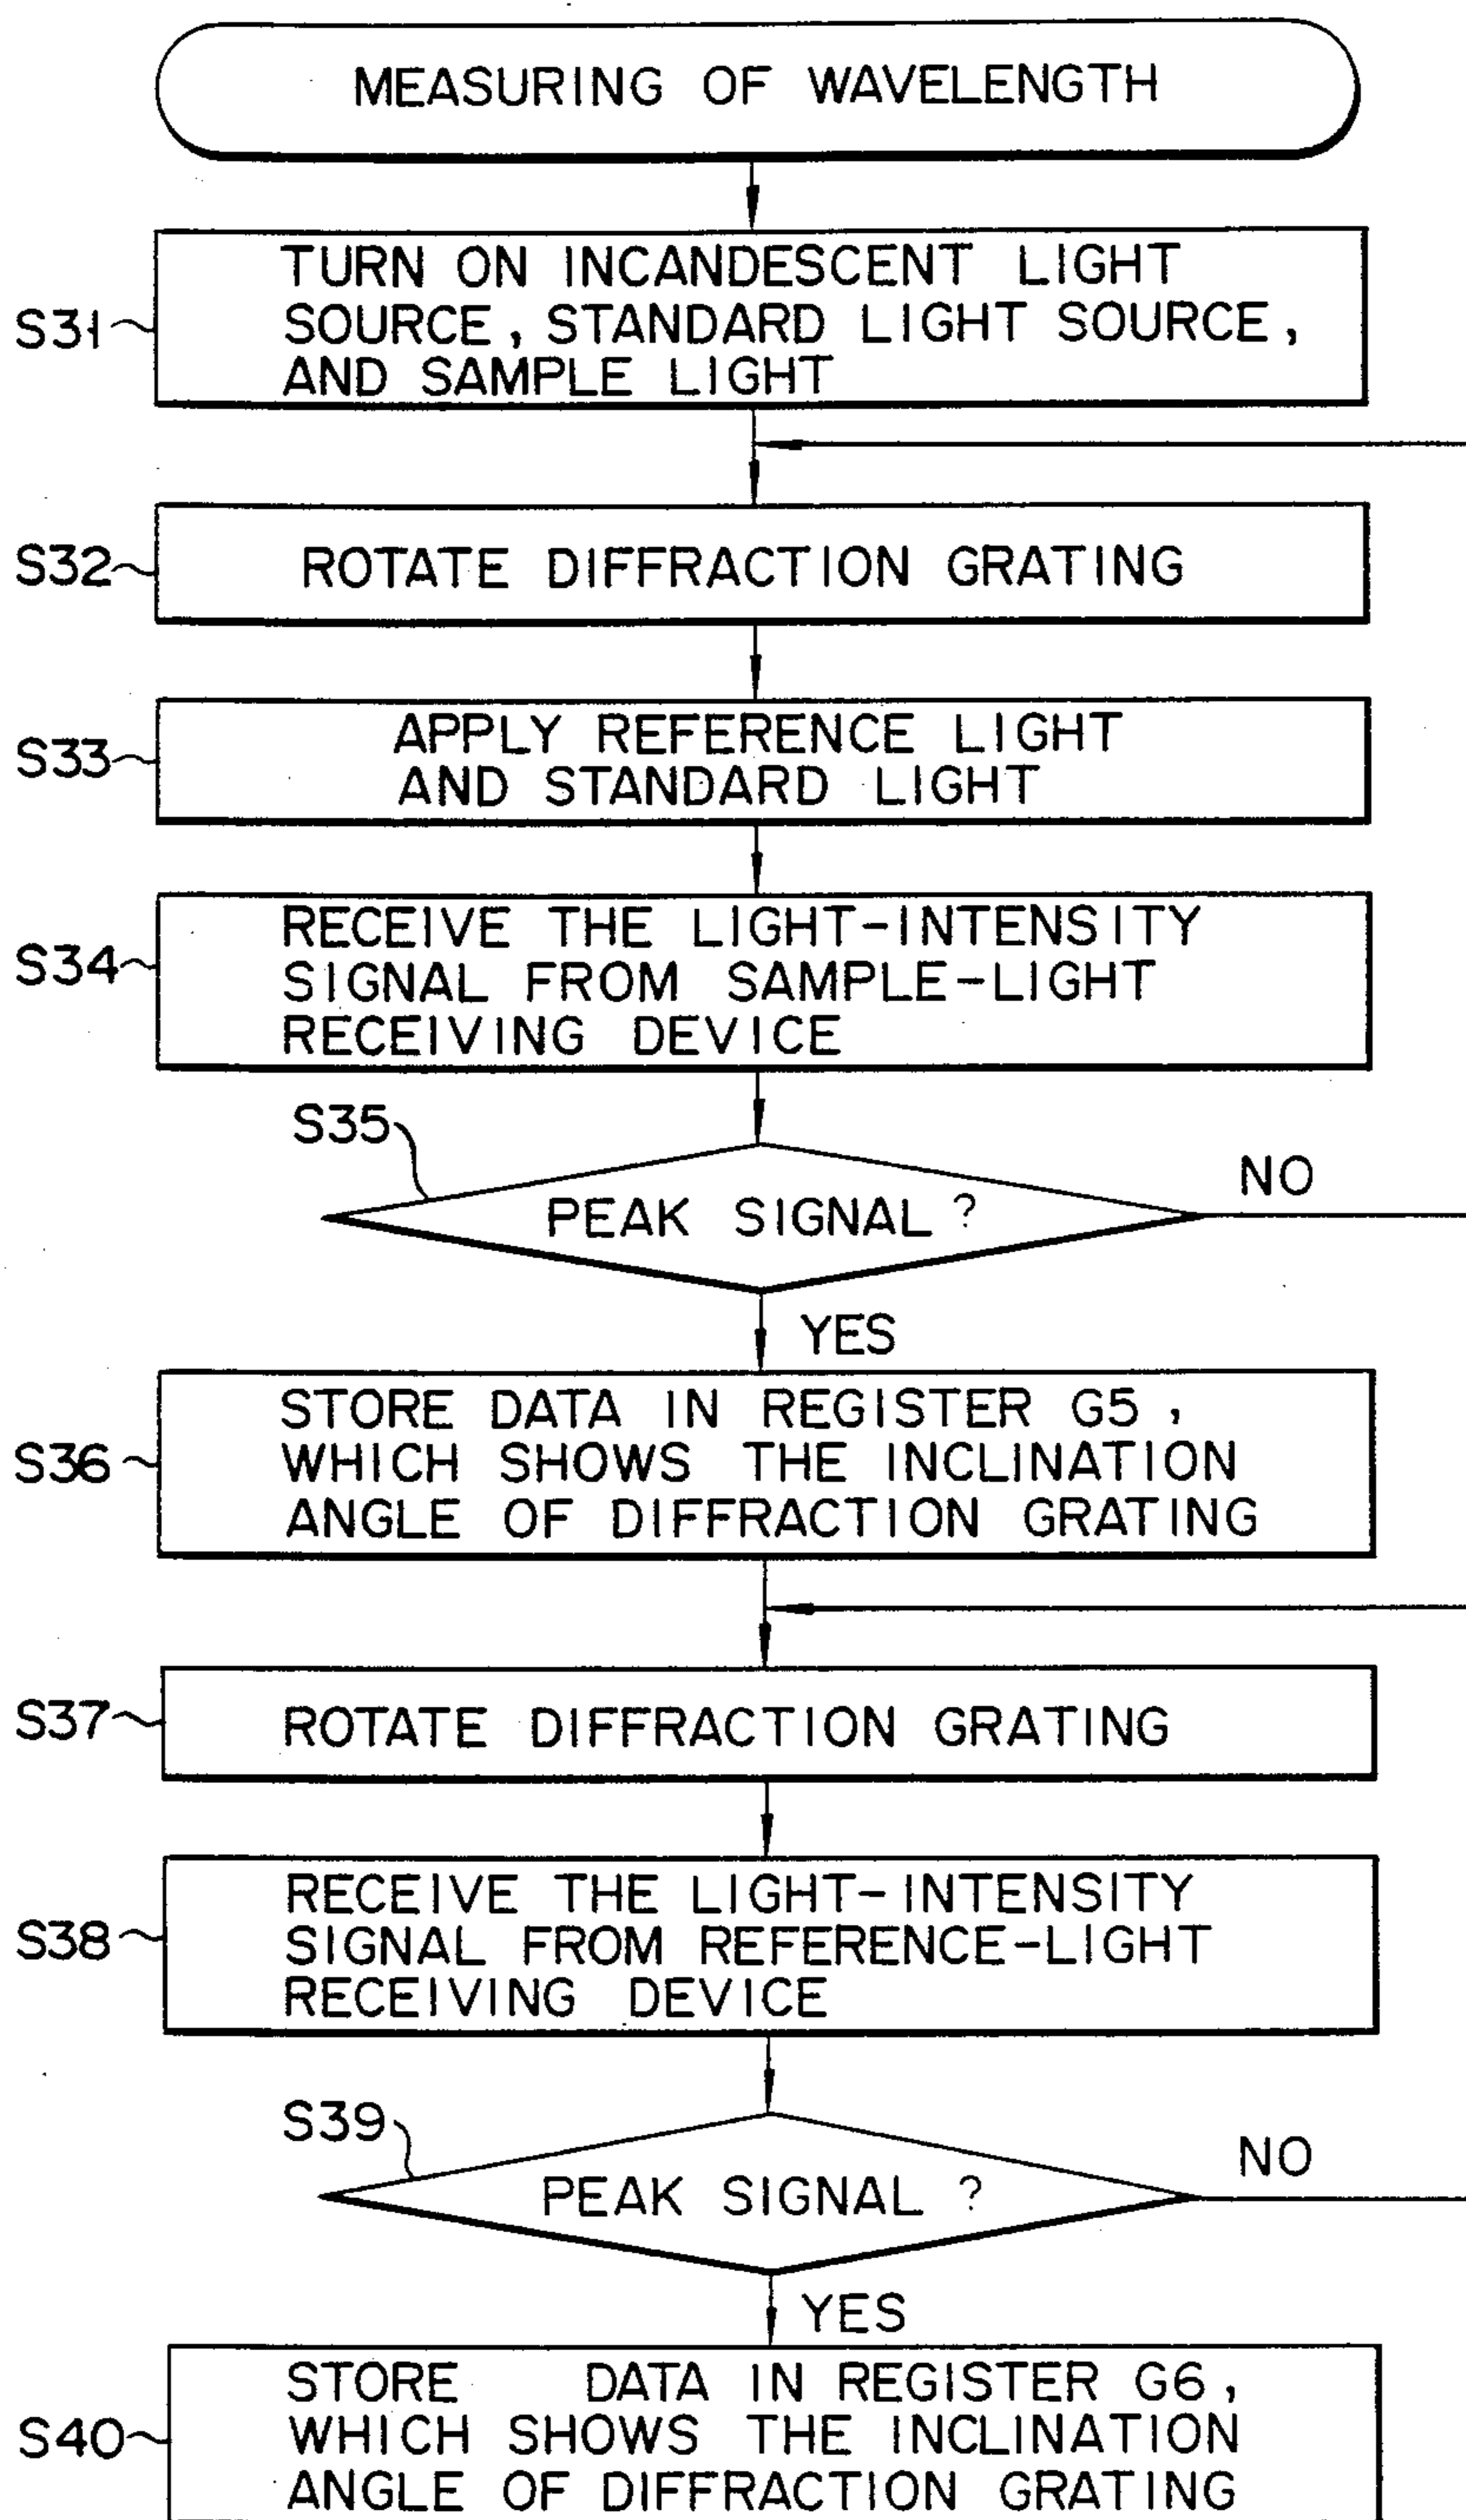 MEASURING OF WAVELENGTH
S31
TURN ON INCANDESCENT LIGHT
SOURCE, STANDARD LIGHT SOURCE,
AND SAMPLE LIGHT
S32
ROTATE DIFFRACTION GRATING
S33
APPLY REFERENCE LIGHT
AND STANDARD LIGHT
S34
RECEIVE THE LIGHT-INTENSITY
SIGNAL FROM SAMPLE-LIGHT
RECEIVING DEVICE
S35
PEAK SIGNAL ?
NO
YES
S36
STORE DATA IN REGISTER G5,
WHICH SHOWS THE INCLINATION
ANGLE OF DIFFRACTION GRATING
S37
ROTATE DIFFRACTION GRATING
S38
RECEIVE THE LIGHT-INTENSITY
SIGNAL FROM REFERENCE-LIGHT
RECEIVING DEVICE
S39
PEAK SIGNAL ?
NO
YES
S40
STORE DATA IN REGISTER G6,
WHICH SHOWS THE INCLINATION
ANGLE OF DIFFRACTION GRATING